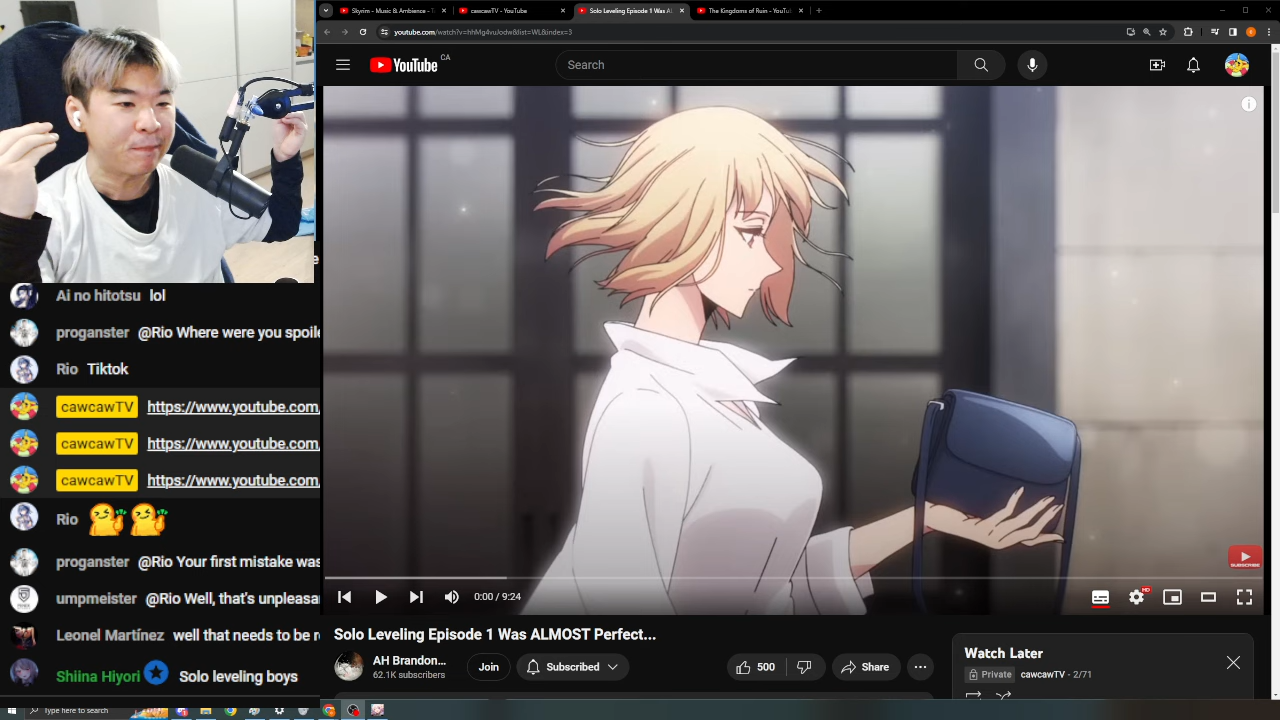 Skyrim - Music & Ambience - T
cawcawTV - YouTube
Solo Leveling Episode 1 Was Al
The Kingdoms of Ruin - YouTu
youtube.com/watch?v=hhMg4vuJodw&list=WL&index=3
YouTube CA
Search
SUBSCRIBE
0:00 / 9:24
HD
Solo Leveling Episode 1 Was ALMOST Perfect...
AH Brandon...
62.1K subscribers
Join
Subscribed
500
Share
Watch Later
Private cawcawTV - 2/71
Ai no hitotsu lol
proganster @Rio Where were you spoile
Rio Tiktok
cawcawTV https://www.youtube.com/
cawcawTV https://www.youtube.com/
cawcawTV https://www.youtube.com/
Rio
proganster @Rio Your first mistake was
umpmeister @Rio Well, that's unpleasa
Leonel Martínez well that needs to be r
Shiina Hiyori Solo leveling boys
Type here to search